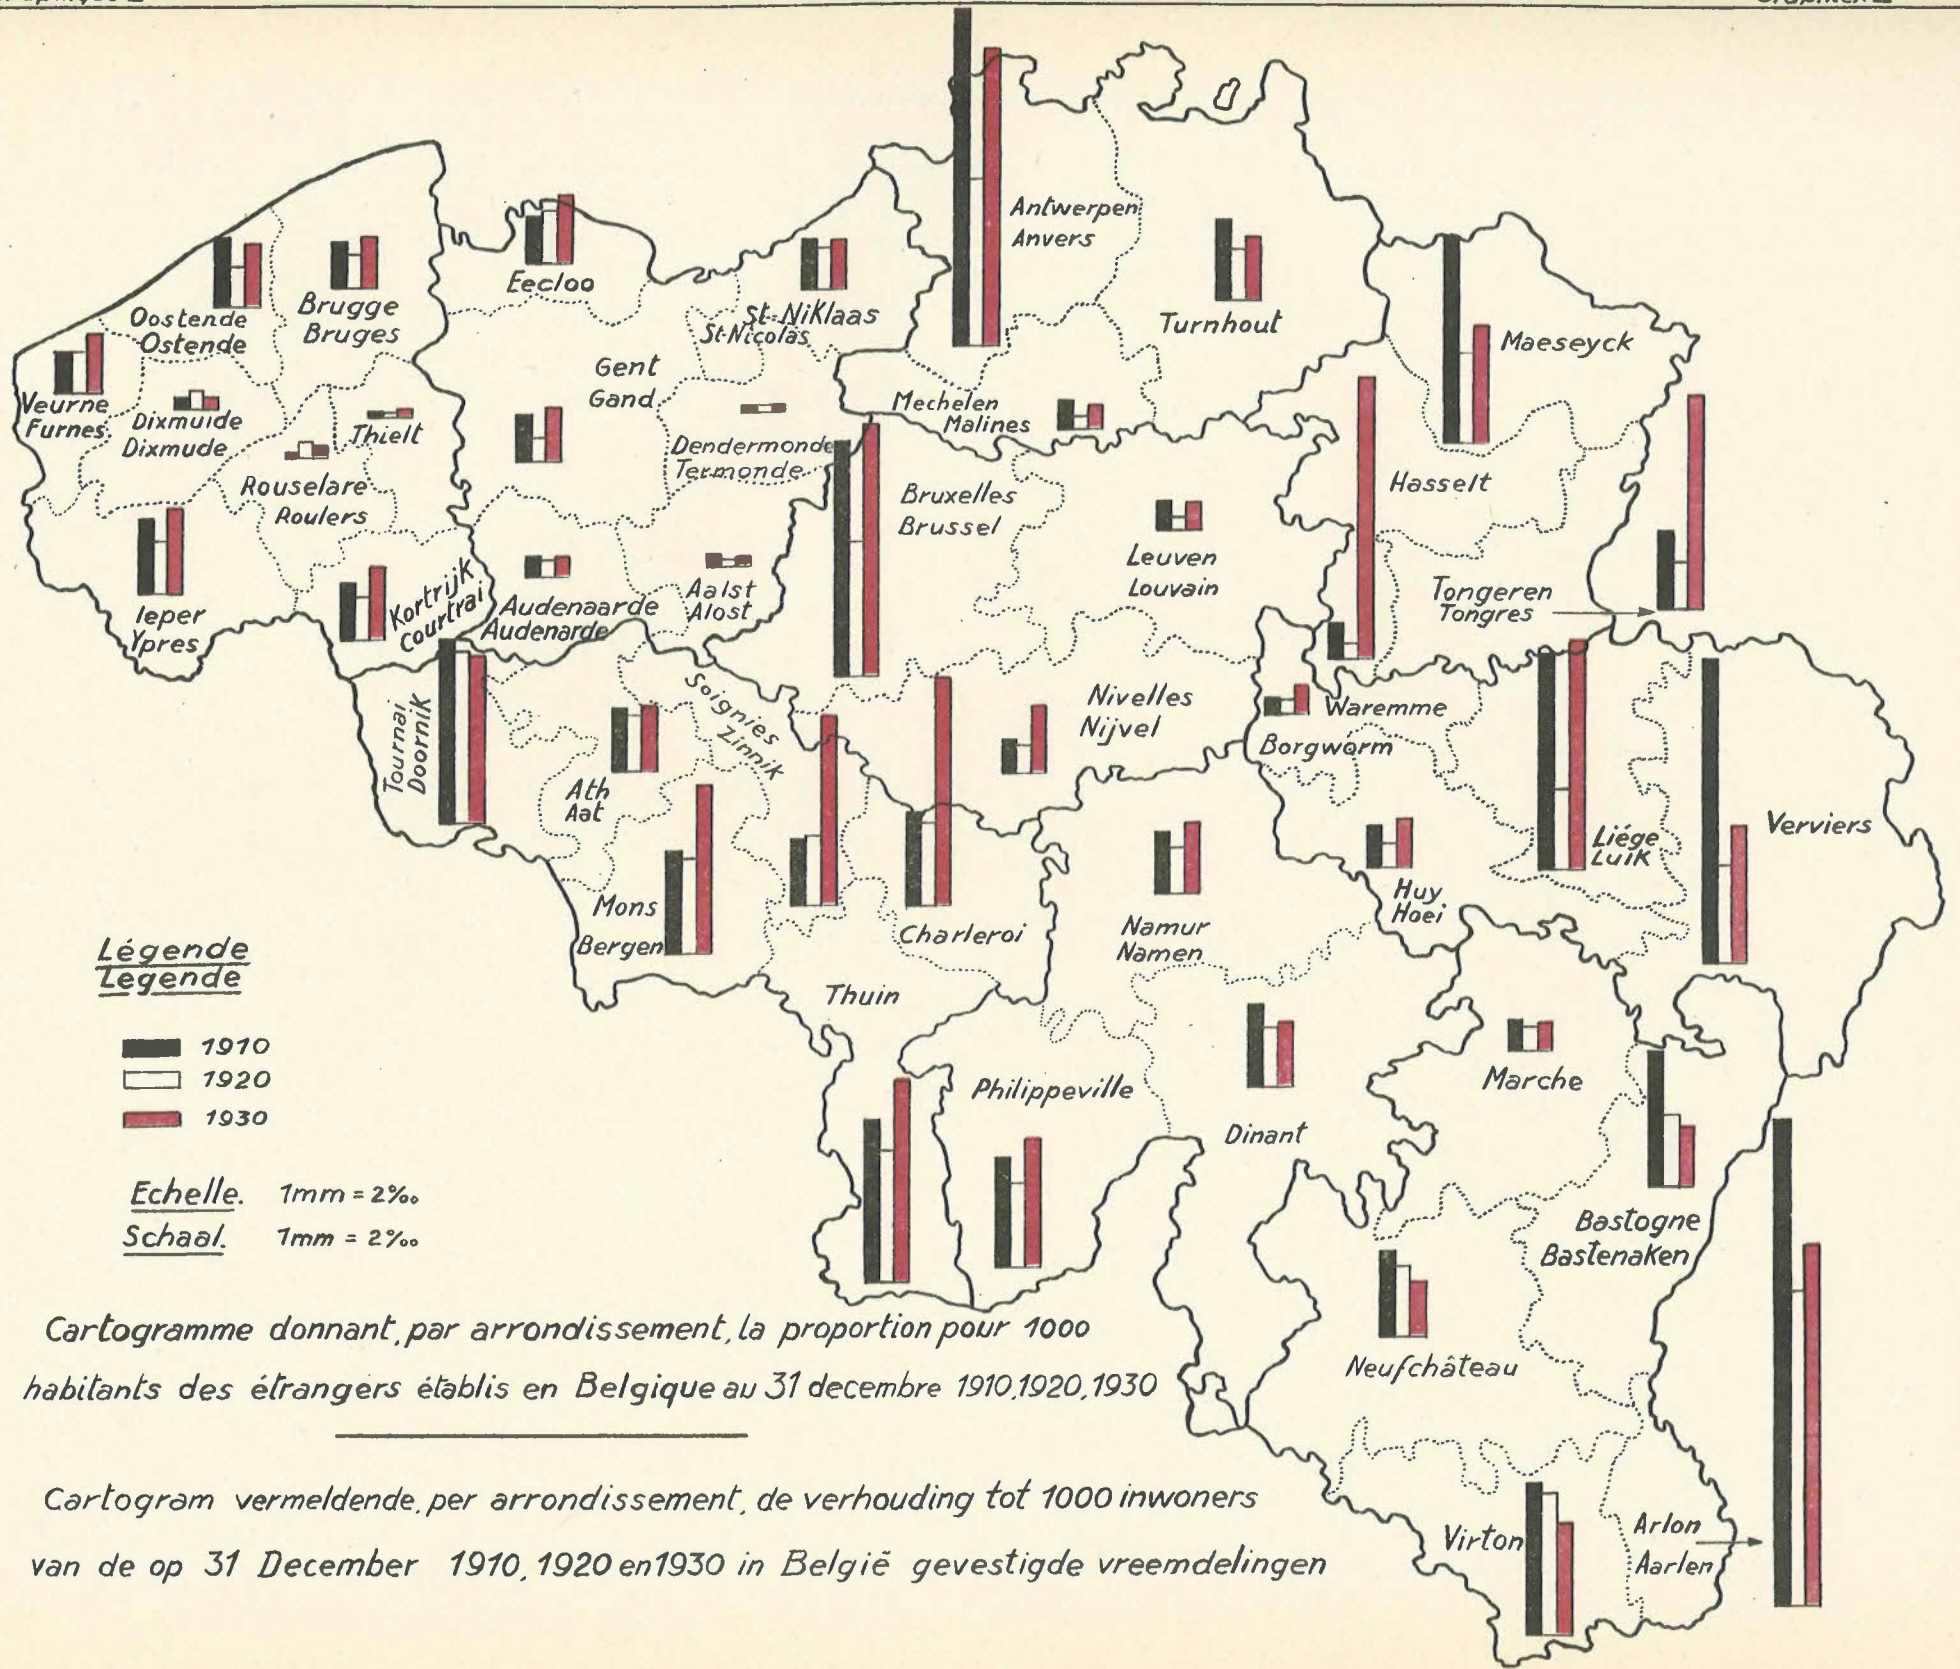 Antwerpen
Anvers
Eecloo
Oostende
Ostende
Brugge
Bruges
St-Niklaas
St-Nicolas
Turnhout
Maeseyck
Gent
Gand
Veurne
Furnes.
Dixmuide
Dixmude
Thielt
Mechelen
Malines
Dendermonde
Termonde
Rouselare
Roulers
Bruxelles
Brussel
Hasselt
Leuven
Louvain
Ieper
Ypres
Kortrijk
Courtrai
Audenaarde
Audenarde
Aalst
Alost
Tongeren
Tongres
Tournai
Doornik
Soignies
Zinnik
Nivelles
Nijvel
Waremme
Borgworm
Ath
Aat
Liége
Luik
Verviers
Mons
Bergen
Charleroi
Namur
Namen
Huy
Hoei
Thuin
Philippeville
Dinant
Marche
Bastogne
Bastenaken
Neufchâteau
Virton
Arlon
Aarlen
Légende
Legende
1910
1920
1930
Echelle. 1mm = 2‰
Schaal. 1mm = 2‰
Cartogramme donnant, par arrondissement, la proportion pour 1000
habitants des étrangers établis en Belgique au 31 decembre 1910, 1920, 1930
Cartogram vermeldende, per arrondissement, de verhouding tot 1000 inwoners
van de op 31 December 1910, 1920 en 1930 in België gevestigde vreemdelingen